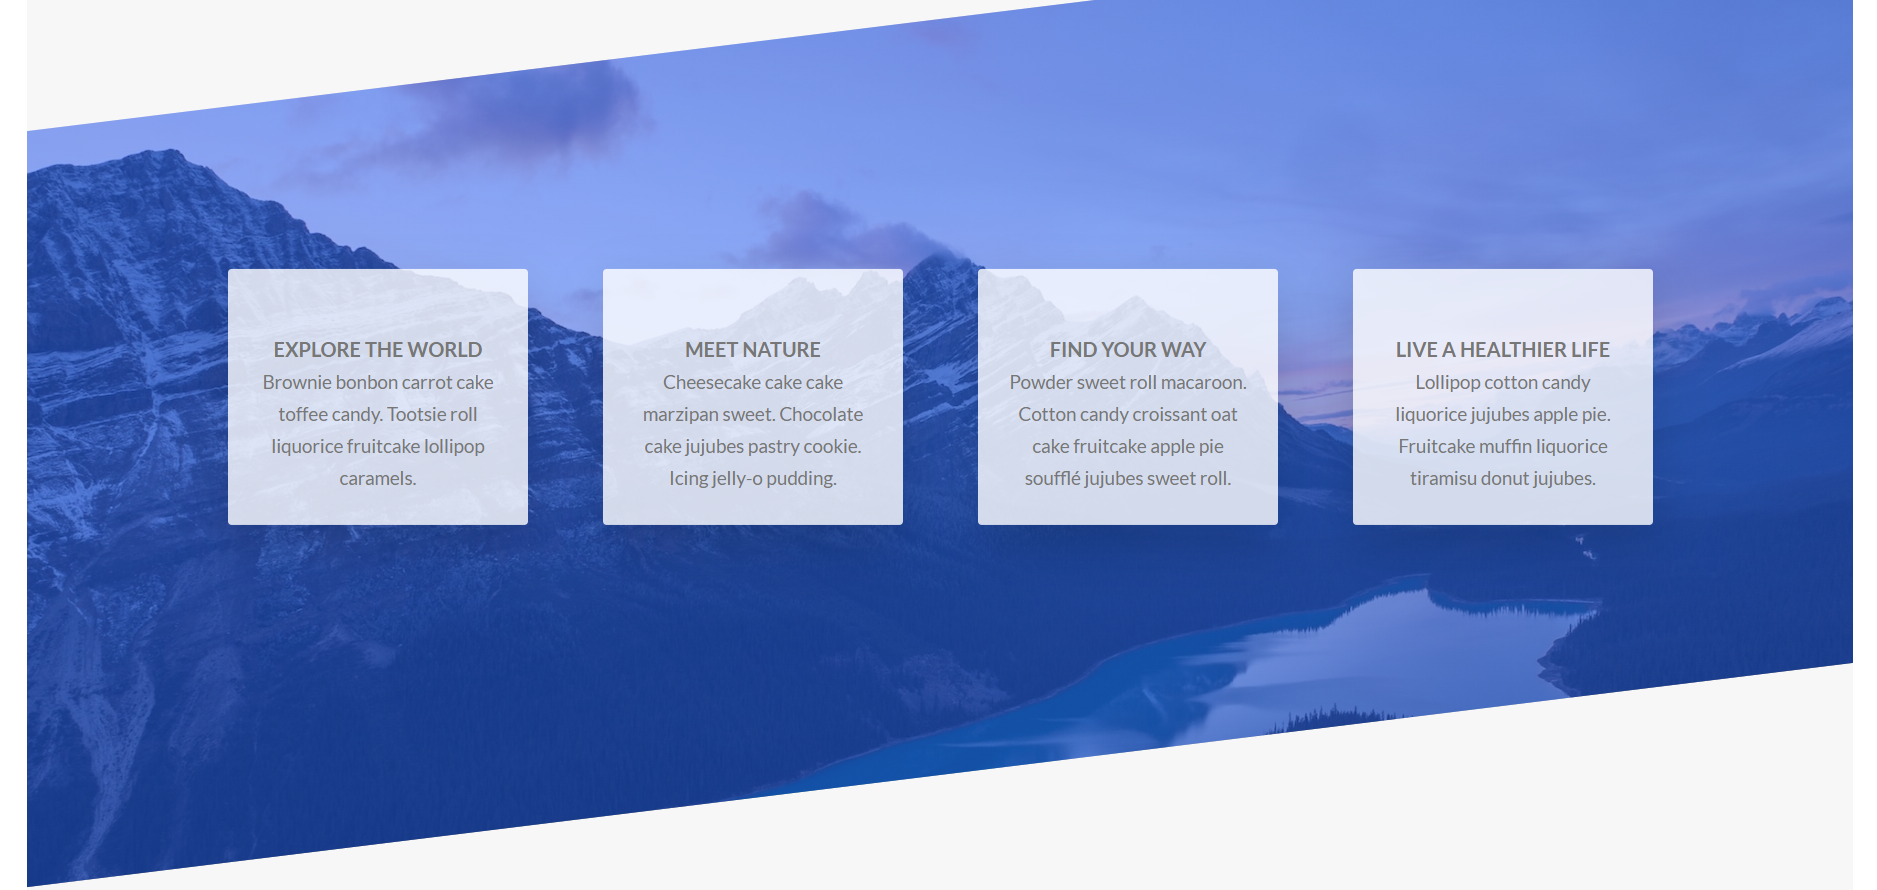 EXPLORE THE WORLD
Brownie bonbon carrot cake
toffee candy. Tootsie roll
liquorice fruitcake lollipop
caramels.
MEET NATURE
Cheesecake cake cake
marzipan sweet. Chocolate
cake jujubes pastry cookie.
Icing jelly-o pudding.
FIND YOUR WAY
Powder sweet roll macaroon.
Cotton candy croissant oat
cake fruitcake apple pie
soufflé jujubes sweet roll.
LIVE A HEALTHIER LIFE
Lollipop cotton candy
liquorice jujubes apple pie.
Fruitcake muffin liquorice
tiramisu donut jujubes.